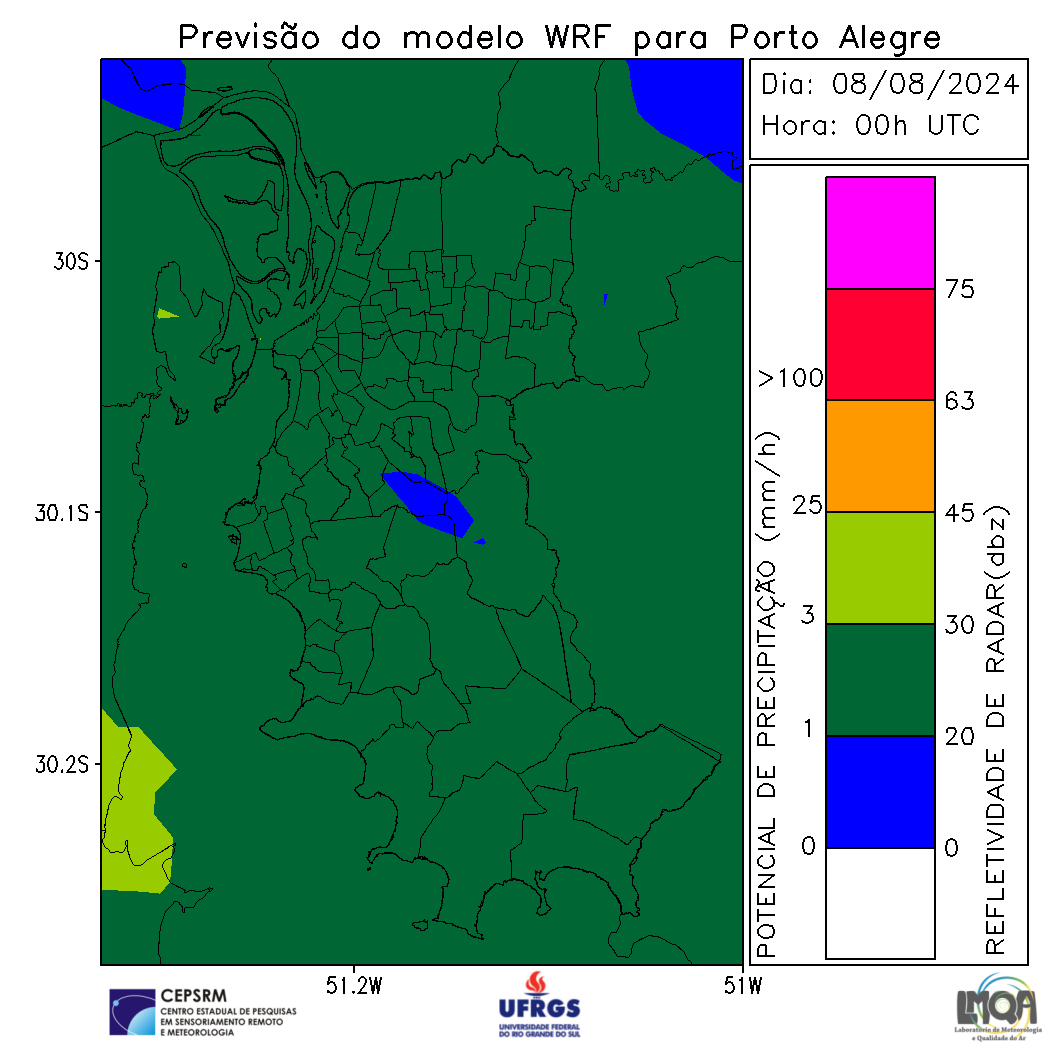 Previsão do modelo WRF para Porto Alegre
Dia: 08/08/2024
Hora: 00h UTC
30S
30.1S
30.2S
51.2W
51W
POTENCIAL DE PRECIPITAÇÃO (mm/h)
>100
25
3
1
0
75
63
45
30
20
0
REFLETIVIDADE DE RADAR(dbz)
CEPSRM
CENTRO ESTADUAL DE PESQUISAS
EM SENSORIAMENTO REMOTO
E METEOROLOGIA
UFRGS
UNIVERSIDADE FEDERAL
DO RIO GRANDE DO SUL
LMQA
Laboratório de Meteorologia
e Qualidade do Ar